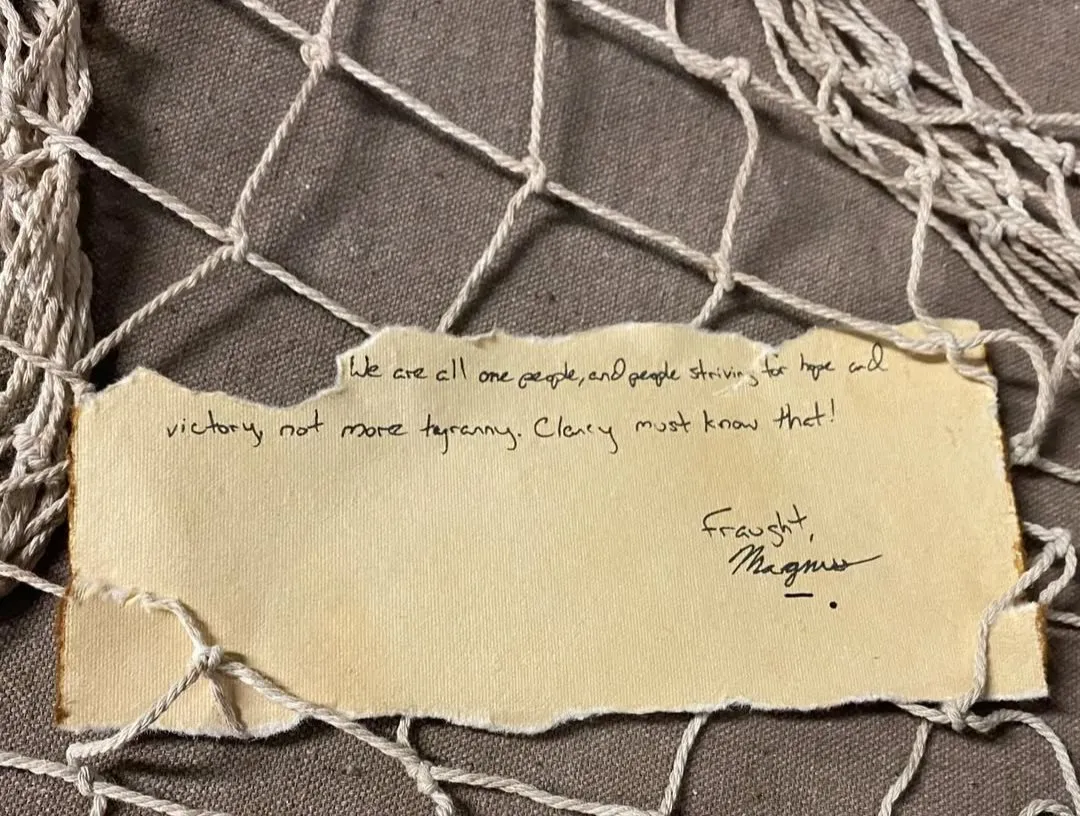 We are all one people, and people striving for hope and
victory, not more tyranny. Clancy must know that!
Fraught,
Magnus